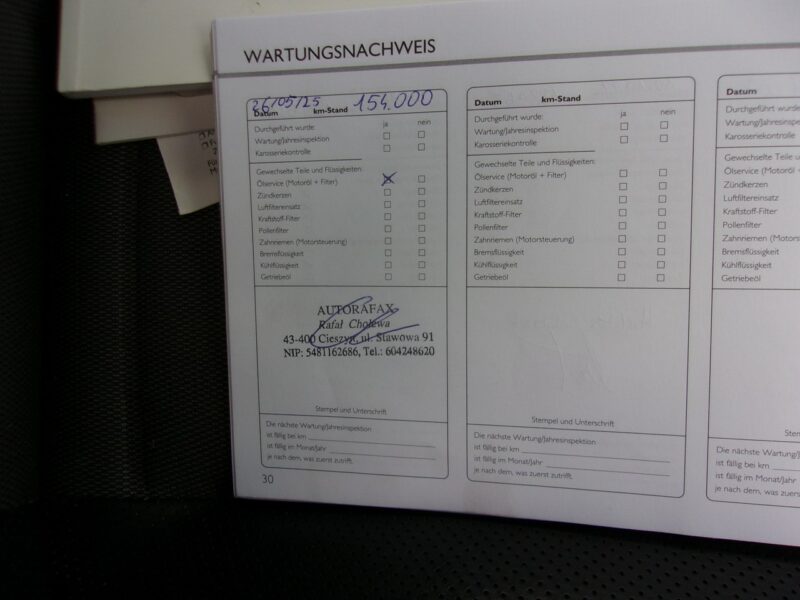 WARTUNGSNACHWEIS
26/05/25 154.000
Datum km-Stand
ja nein
Durchgeführt wurde:
Wartung/Jahresinspektion
Karosseriekontrolle
Gewechselte Teile und Flüssigkeiten:
Ölservice (Motoröl + Filter)
Zündkerzen
Luftfiltereinsatz
Kraftstoff-Filter
Pollenfilter
Zahnriemen (Motorsteuerung)
Bremsflüssigkeit
Kühlflüssigkeit
Getriebeöl
AUTORAFAX
Rafał Cholewa
43-400 Cieszyn, ul. Stawowa 91
NIP: 5481162686, Tel.: 604248620
Stempel und Unterschrift
Die nächste Wartung/Jahresinspektion
ist fällig bei km
ist fällig im Monat/Jahr
je nach dem, was zuerst zutrifft.
30
Datum km-Stand
ja nein
Durchgeführt wurde:
Wartung/Jahresinspektion
Karosseriekontrolle
Gewechselte Teile und Flüssigkeiten:
Ölservice (Motoröl + Filter)
Zündkerzen
Luftfiltereinsatz
Kraftstoff-Filter
Pollenfilter
Zahnriemen (Motorsteuerung)
Bremsflüssigkeit
Kühlflüssigkeit
Getriebeöl
Stempel und Unterschrift
Die nächste Wartung/Jahresinspektion
ist fällig bei km
ist fällig im Monat/Jahr
je nach dem, was zuerst zutrifft.
Datum
Durchgeführt wurde:
Wartung/Jahresinspekti
Karosseriekontrolle
Gewechselte Teile un
Ölservice (Motoröl +
Zündkerzen
Luftfiltereinsatz
Kraftstoff-Filter
Pollenfilter
Zahnriemen (Motors
Bremsflüssigkeit
Kühlflüssigkeit
Getriebeöl
Die nächste Wartung/J
ist fällig bei km
ist fällig im Monat/Jahr
je nach dem, was zuerst